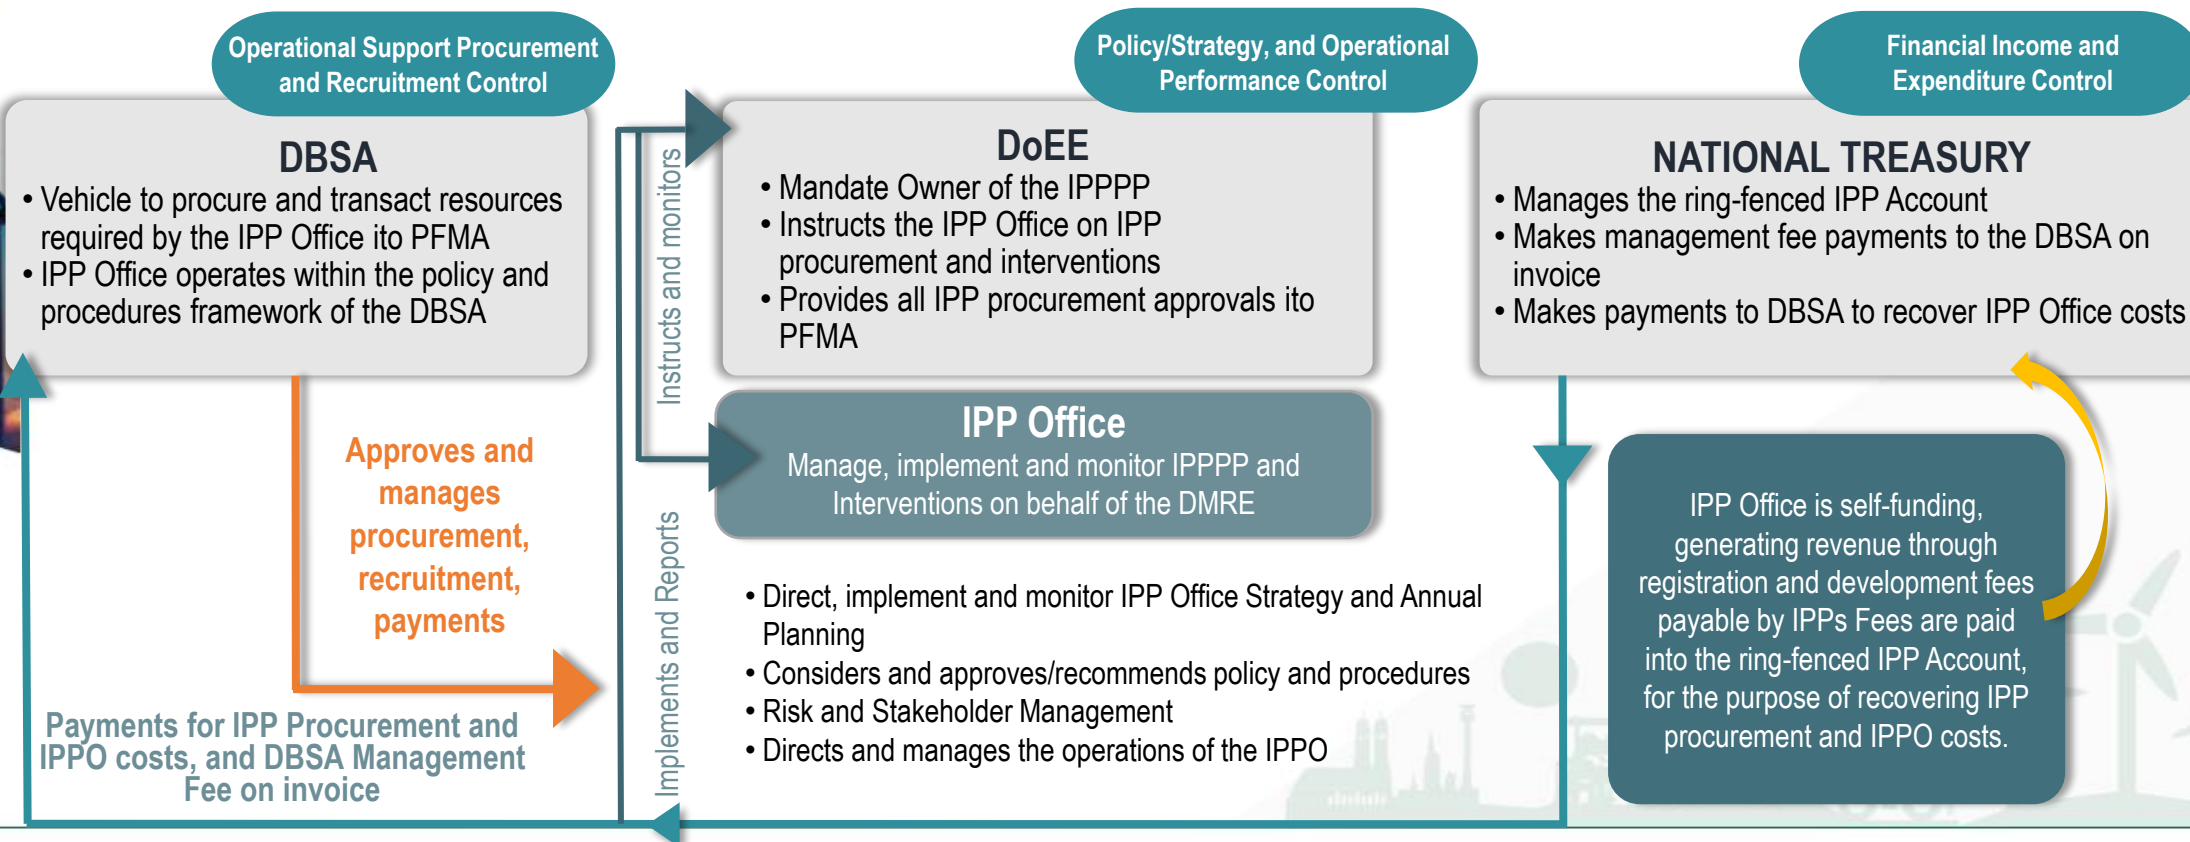 Operational Support Procurement
and Recruitment Control
DBSA
• Vehicle to procure and transact resources
required by the IPP Office ito PFMA
• IPP Office operates within the policy and
procedures framework of the DBSA
Approves and
manages
procurement,
recruitment,
payments
Payments for IPP Procurement and
IPPO costs, and DBSA Management
Fee on invoice
Instructs and monitors
Implements and Reports
Policy/Strategy, and Operational
Performance Control
DoEE
• Mandate Owner of the IPPPP
• Instructs the IPP Office on IPP
procurement and interventions
• Provides all IPP procurement approvals ito
PFMA
IPP Office
Manage, implement and monitor IPPPP and
Interventions on behalf of the DMRE
• Direct, implement and monitor IPP Office Strategy and Annual
Planning
• Considers and approves/recommends policy and procedures
• Risk and Stakeholder Management
• Directs and manages the operations of the IPPO
Financial Income and
Expenditure Control
NATIONAL TREASURY
• Manages the ring-fenced IPP Account
• Makes management fee payments to the DBSA on
invoice
• Makes payments to DBSA to recover IPP Office costs
IPP Office is self-funding,
generating revenue through
registration and development fees
payable by IPPs Fees are paid
into the ring-fenced IPP Account,
for the purpose of recovering IPP
procurement and IPPO costs.